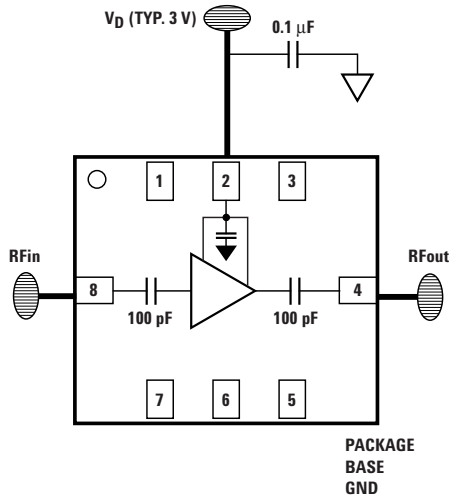 V_D (TYP. 3 V)
0.1 μF
1
2
3
RFin
RFout
8
4
100 pF
100 pF
7
6
5
PACKAGE
BASE
GND